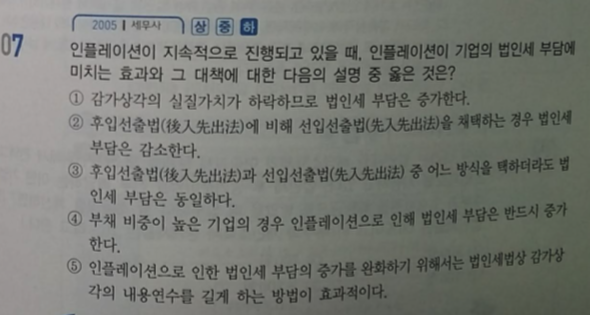 2005 | 세무사 상 중 하
07
인플레이션이 지속적으로 진행되고 있을 때, 인플레이션이 기업의 법인세 부담에
미치는 효과와 그 대책에 대한 다음의 설명 중 옳은 것은?
① 감가상각의 실질가치가 하락하므로 법인세 부담은 증가한다.
② 후입선출법(後入先出法)에 비해 선입선출법(先入先出法)을 채택하는 경우 법인세
부담은 감소한다.
③ 후입선출법(後入先出法)과 선입선출법(先入先出法) 중 어느 방식을 택하더라도 법
인세 부담은 동일하다.
④ 부채 비중이 높은 기업의 경우 인플레이션으로 인해 법인세 부담은 반드시 증가
한다.
⑤ 인플레이션으로 인한 법인세 부담의 증가를 완화하기 위해서는 법인세법상 감가상
각의 내용연수를 길게 하는 방법이 효과적이다.